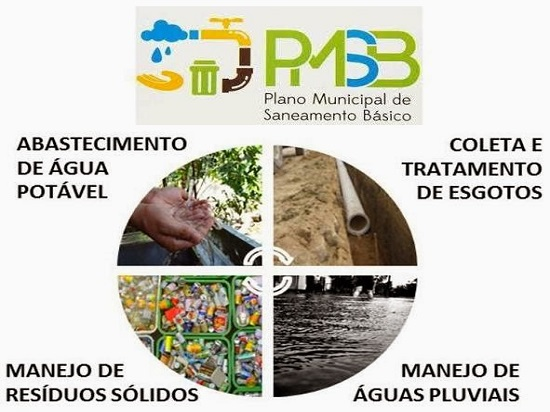 PMSB
Plano Municipal de
Saneamento Básico
ABASTECIMENTO
DE ÁGUA
POTÁVEL
COLETA E
TRATAMENTO
DE ESGOTOS
MANEJO DE
RESÍDUOS SÓLIDOS
MANEJO DE
ÁGUAS PLUVIAIS